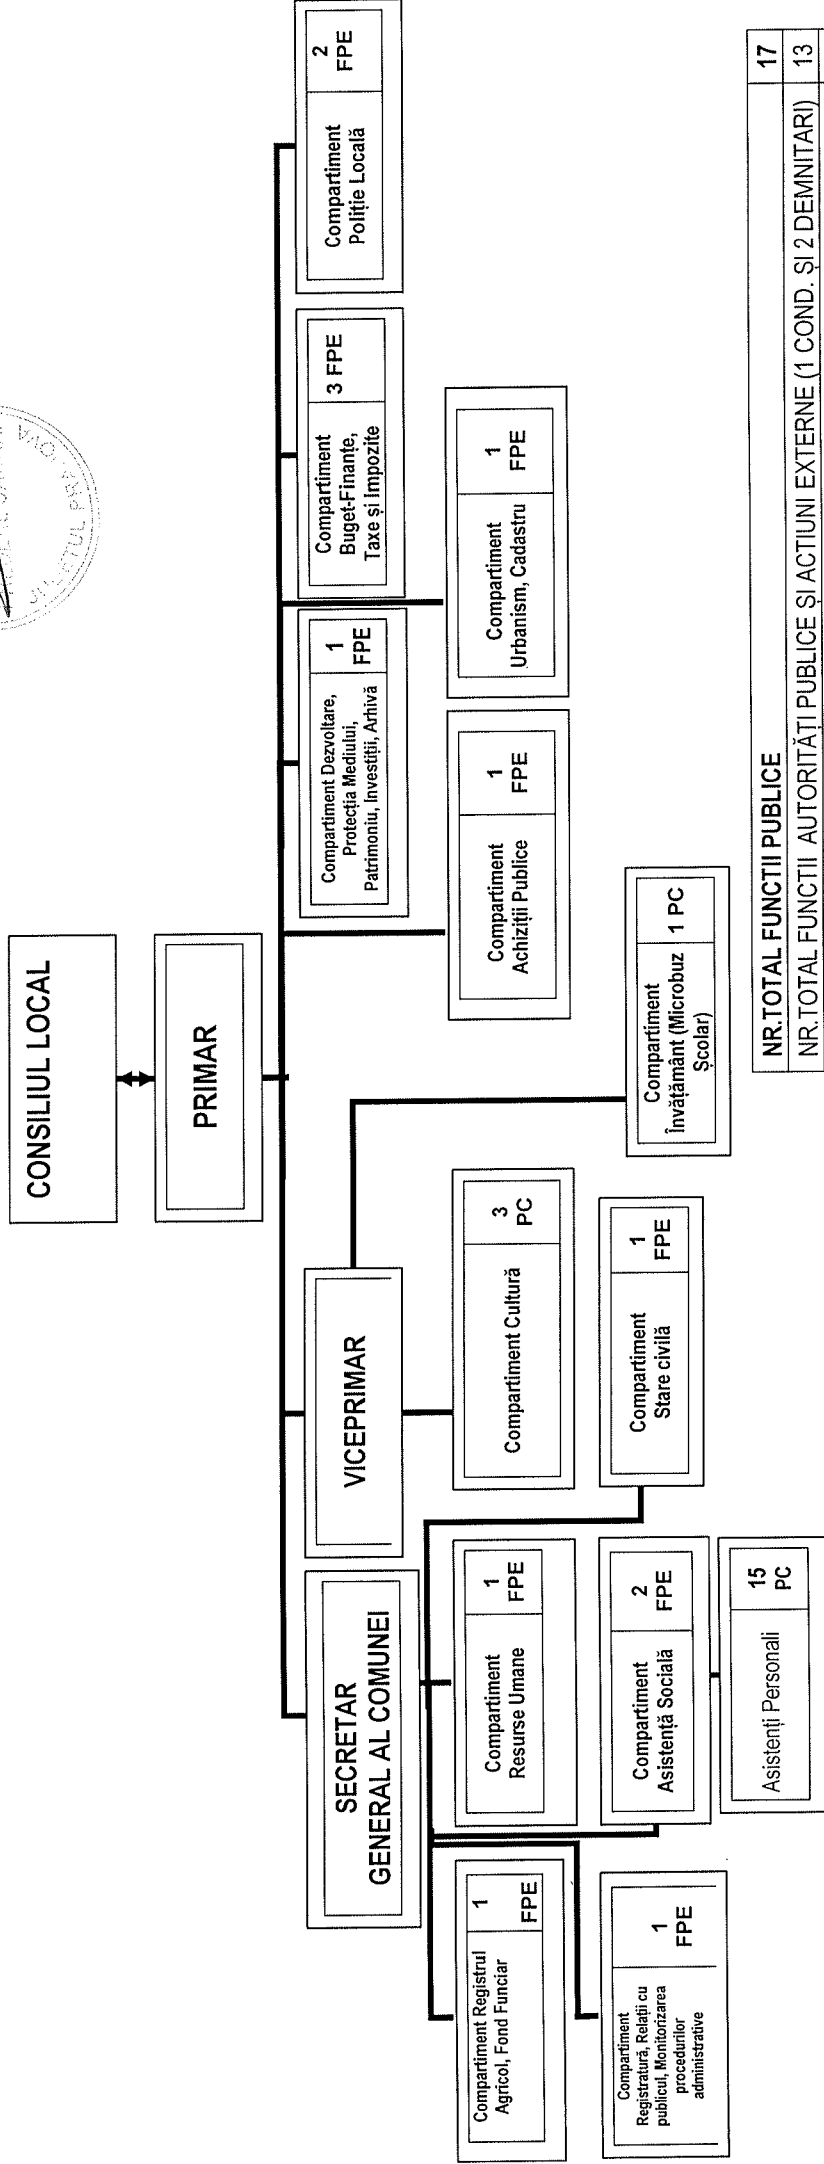 CONSILIUL LOCAL
PRIMAR
SECRETAR
GENERAL AL COMUNEI
VICEPRIMAR
Compartiment Dezvoltare,
Protecția Mediului,
Patrimoniu, Investiții, Arhivă
1
FPE
Compartiment
Buget-Finanțe,
Taxe și Impozite
3 FPE
Compartiment
Poliție Locală
2
FPE
Compartiment Registrul
Agricol, Fond Funciar
1
FPE
Compartiment
Resurse Umane
1
FPE
Compartiment Cultură
3
PC
Compartiment
Achiziții Publice
1
FPE
Compartiment
Urbanism, Cadastru
1
FPE
Compartiment
Registratură, Relații cu
publicul, Monitorizarea
procedurilor
administrative
1
FPE
Compartiment
Asistență Socială
2
FPE
Compartiment
Stare civilă
1
FPE
Compartiment
Învățământ (Microbuz
Școlar)
1 PC
Asistenți Personali
15
PC
NR.TOTAL FUNCTII PUBLICE 17
NR.TOTAL FUNCTII AUTORITĂȚI PUBLICE ȘI ACTIUNI EXTERNE (1 COND. ȘI 2 DEMNITARI) 13